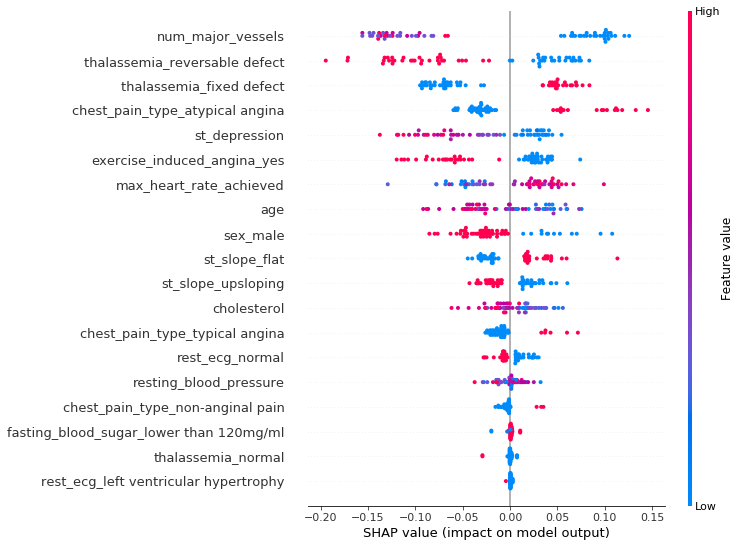 High
num_major_vessels
thalassemia_reversable defect
thalassemia_fixed defect
chest_pain_type_atypical angina
st_depression
exercise_induced_angina_yes
max_heart_rate_achieved
age
sex_male
st_slope_flat
st_slope_upsloping
cholesterol
chest_pain_type_typical angina
rest_ecg_normal
resting_blood_pressure
chest_pain_type_non-anginal pain
fasting_blood_sugar_lower than 120mg/ml
thalassemia_normal
rest_ecg_left ventricular hypertrophy
Feature value
Low
−0.20 −0.15 −0.10 −0.05 0.00 0.05 0.10 0.15
SHAP value (impact on model output)